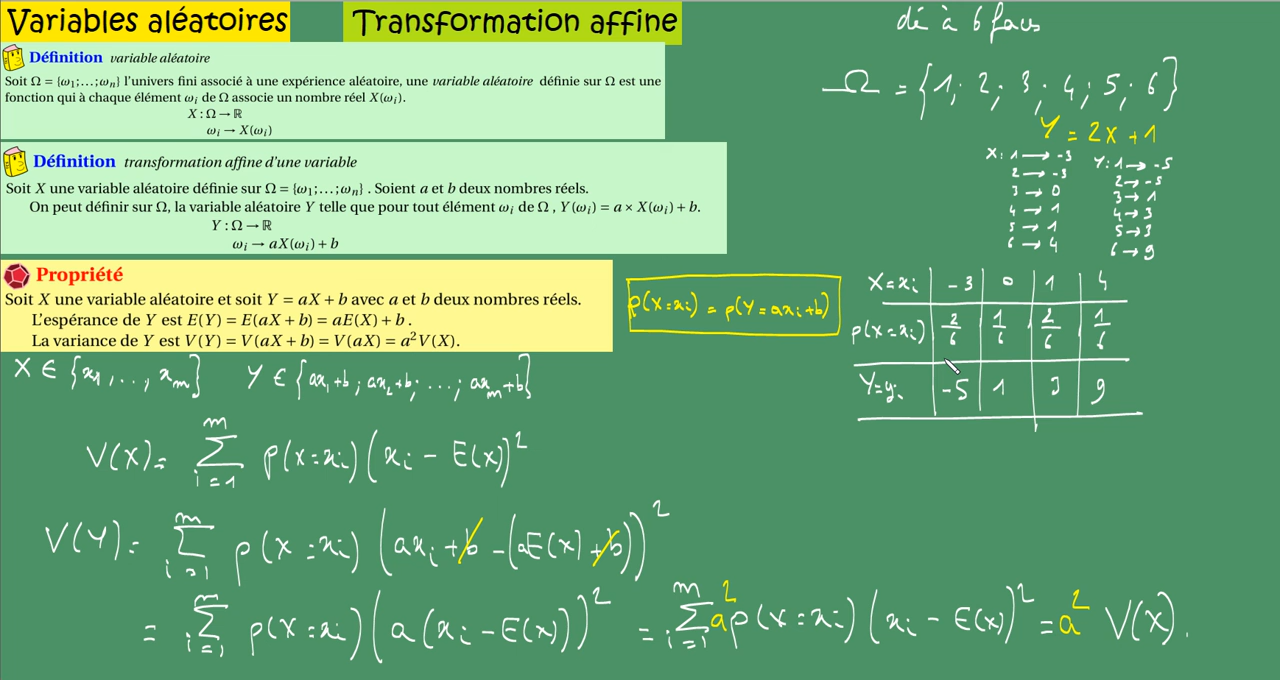 Variables aléatoires
Transformation affine
Définition variable aléatoire
Soit Ω = {ω₁;...;ωₙ} l'univers fini associé à une expérience aléatoire, une variable aléatoire définie sur Ω est une
fonction qui à chaque élément ωᵢ de Ω associe un nombre réel X(ωᵢ).
X : Ω → ℝ
ωᵢ → X(ωᵢ)
Définition transformation affine d'une variable
Soit X une variable aléatoire définie sur Ω = {ω₁;...;ωₙ} . Soient a et b deux nombres réels.
On peut définir sur Ω, la variable aléatoire Y telle que pour tout élément ωᵢ de Ω , Y(ωᵢ) = a × X(ωᵢ) + b.
Y : Ω → ℝ
ωᵢ → aX(ωᵢ) + b
Propriété
Soit X une variable aléatoire et soit Y = aX + b avec a et b deux nombres réels.
L'espérance de Y est E(Y) = E(aX + b) = aE(X) + b .
La variance de Y est V(Y) = V(aX + b) = V(aX) = a²V(X).
dé à 6 faces
Ω = {1; 2; 3; 4; 5; 6}
Y = 2X + 1
X: 1 → -3
2 → -3
3 → 0
4 → 1
5 → 1
6 → 4
Y: 1 → -5
2 → -5
3 → 1
4 → 3
5 → 3
6 → 9
p(X=xᵢ) = p(Y=axᵢ+b)
X=xᵢ -3 0 1 4
p(X=xᵢ) 2/6 1/6 2/6 1/6
Y=yᵢ -5 1 3 9
X ∈ {x₁,..., xₘ} Y ∈ {ax₁+b ; ax₂+b ; ... ; axₘ+b}
V(X) = ∑ᵢ₌₁ᵐ p(X=xᵢ)(xᵢ - E(X))²
V(Y) = ∑ᵢ₌₁ᵐ p(X=xᵢ)(axᵢ + b - (aE(X) + b))²
= ∑ᵢ₌₁ᵐ p(X=xᵢ)(a(xᵢ - E(X)))² = ∑ᵢ₌₁ᵐ a² p(X=xᵢ)(xᵢ - E(X))² = a² V(X).